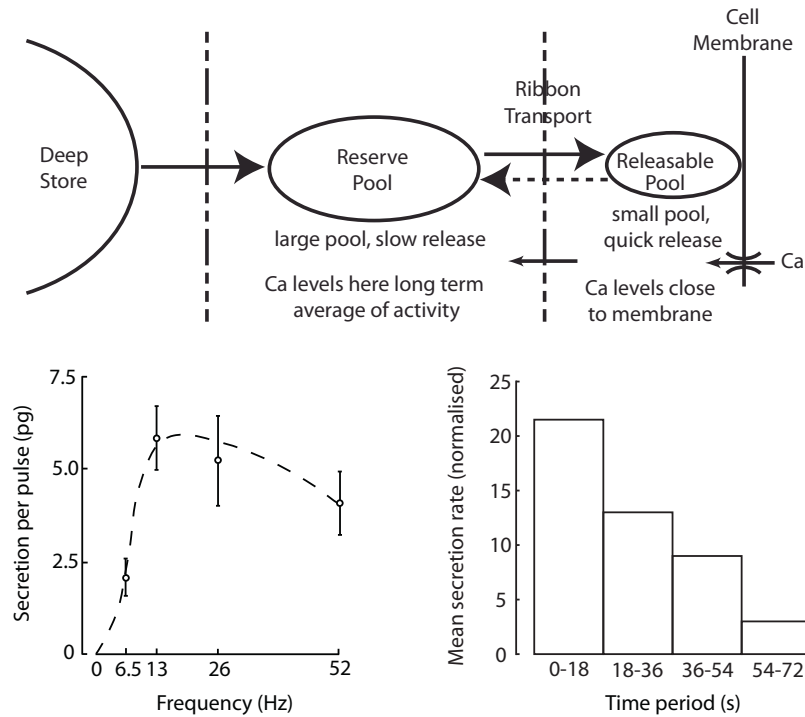 Cell
Membrane
Ribbon
Transport
Deep
Store
Reserve
Pool
Releasable
Pool
large pool, slow release
small pool,
quick release
Ca
Ca levels here long term
average of activity
Ca levels close
to membrane
Secretion per pulse (pg)
7.5
5.0
2.5
0
0 6.5 13 26 52
Frequency (Hz)
Mean secretion rate (normalised)
25
20
15
10
5
0
0-18 18-36 36-54 54-72
Time period (s)